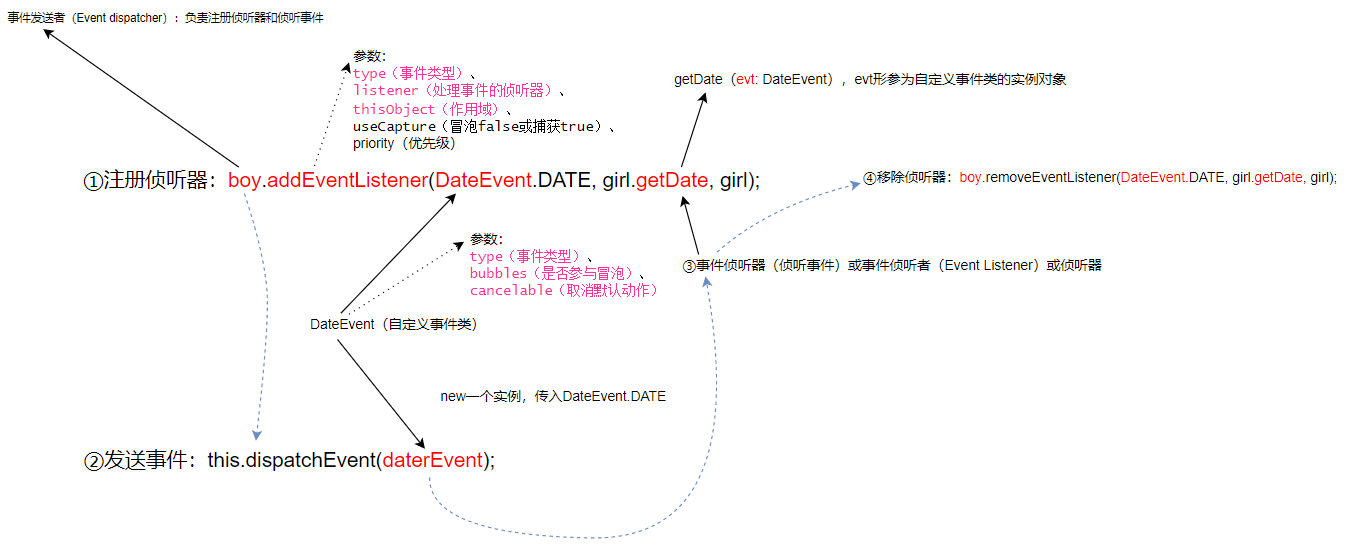 事件发送者（Event dispatcher）：负责注册侦听器和侦听事件
参数：
type（事件类型）、
listener（处理事件的侦听器）、
thisObject（作用域）、
useCapture（冒泡false或捕获true）、
priority（优先级）
getDate（evt: DateEvent），evt形参为自定义事件类的实例对象
①注册侦听器：boy.addEventListener(DateEvent.DATE, girl.getDate, girl);
④移除侦听器：boy.removeEventListener(DateEvent.DATE, girl.getDate, girl);
参数：
type（事件类型）、
bubbles（是否参与冒泡）、
cancelable（取消默认动作）
③事件侦听器（侦听事件）或事件侦听者（Event Listener）或侦听器
DateEvent（自定义事件类）
new一个实例，传入DateEvent.DATE
②发送事件：this.dispatchEvent(daterEvent);